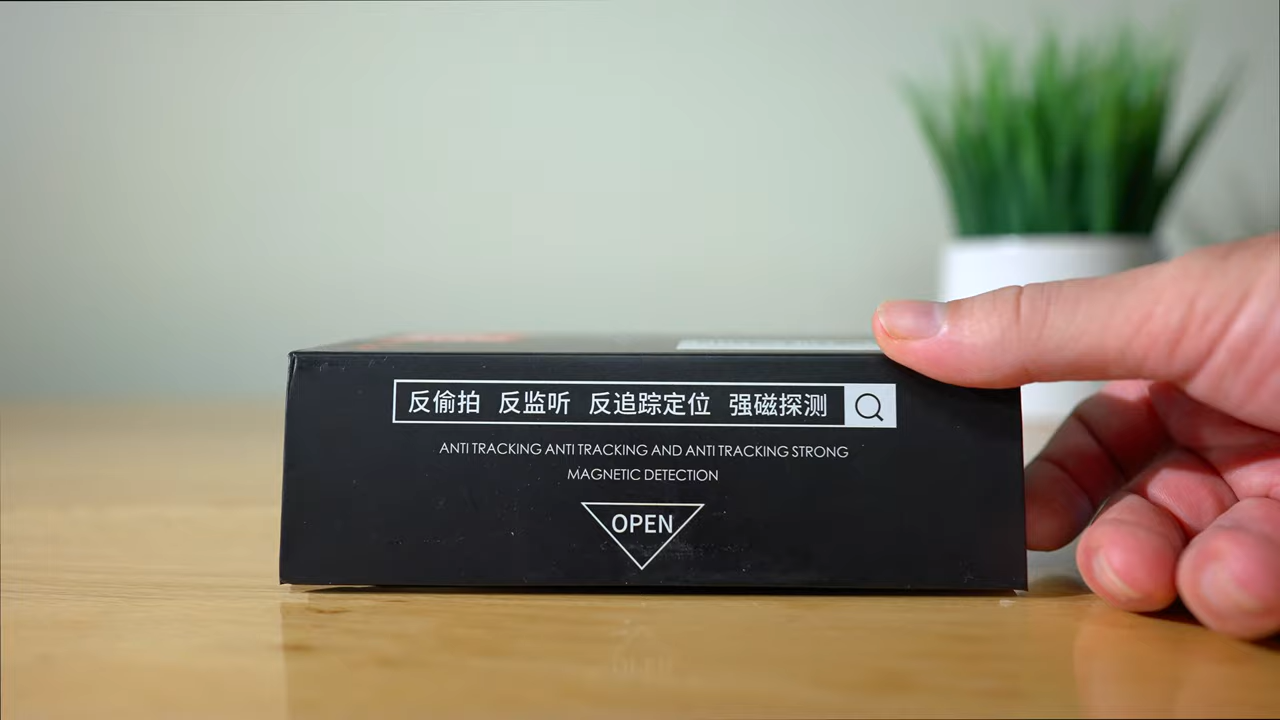 反偷拍 反监听 反追踪定位 强磁探测
ANTI TRACKING ANTI TRACKING AND ANTI TRACKING STRONG
MAGNETIC DETECTION
OPEN